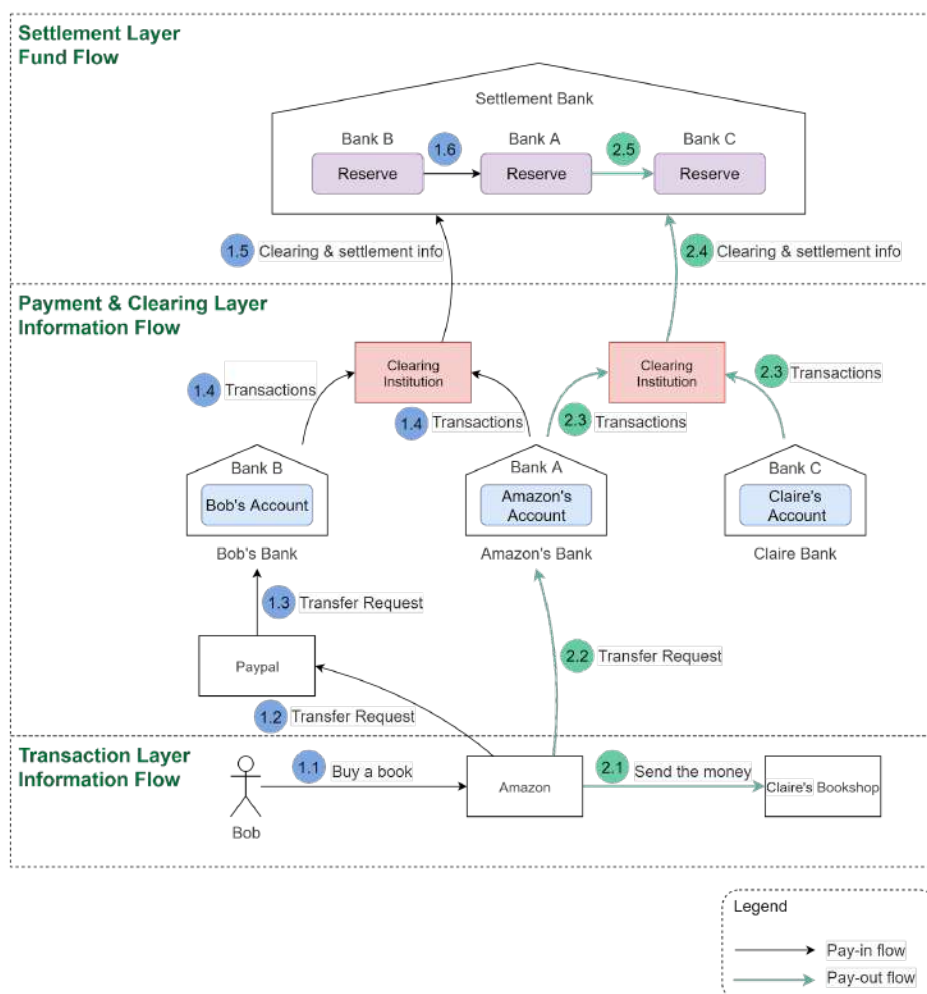 Settlement Layer
Fund Flow
Settlement Bank
Bank B
1.6
Bank A
2.5
Bank C
Reserve
Reserve
Reserve
1.5 Clearing & settlement info
2.4 Clearing & settlement info
Payment & Clearing Layer
Information Flow
Clearing
Institution
Clearing
Institution
1.4 Transactions
1.4 Transactions
2.3 Transactions
2.3 Transactions
Bank B
Bank A
Bank C
Bob's Account
Amazon's
Account
Claire's
Account
Bob's Bank
Amazon's Bank
Claire Bank
1.3 Transfer Request
2.2 Transfer Request
Paypal
1.2 Transfer Request
Transaction Layer
Information Flow
1.1 Buy a book
2.1 Send the money
Amazon
Claire's Bookshop
Bob
Legend
Pay-in flow
Pay-out flow